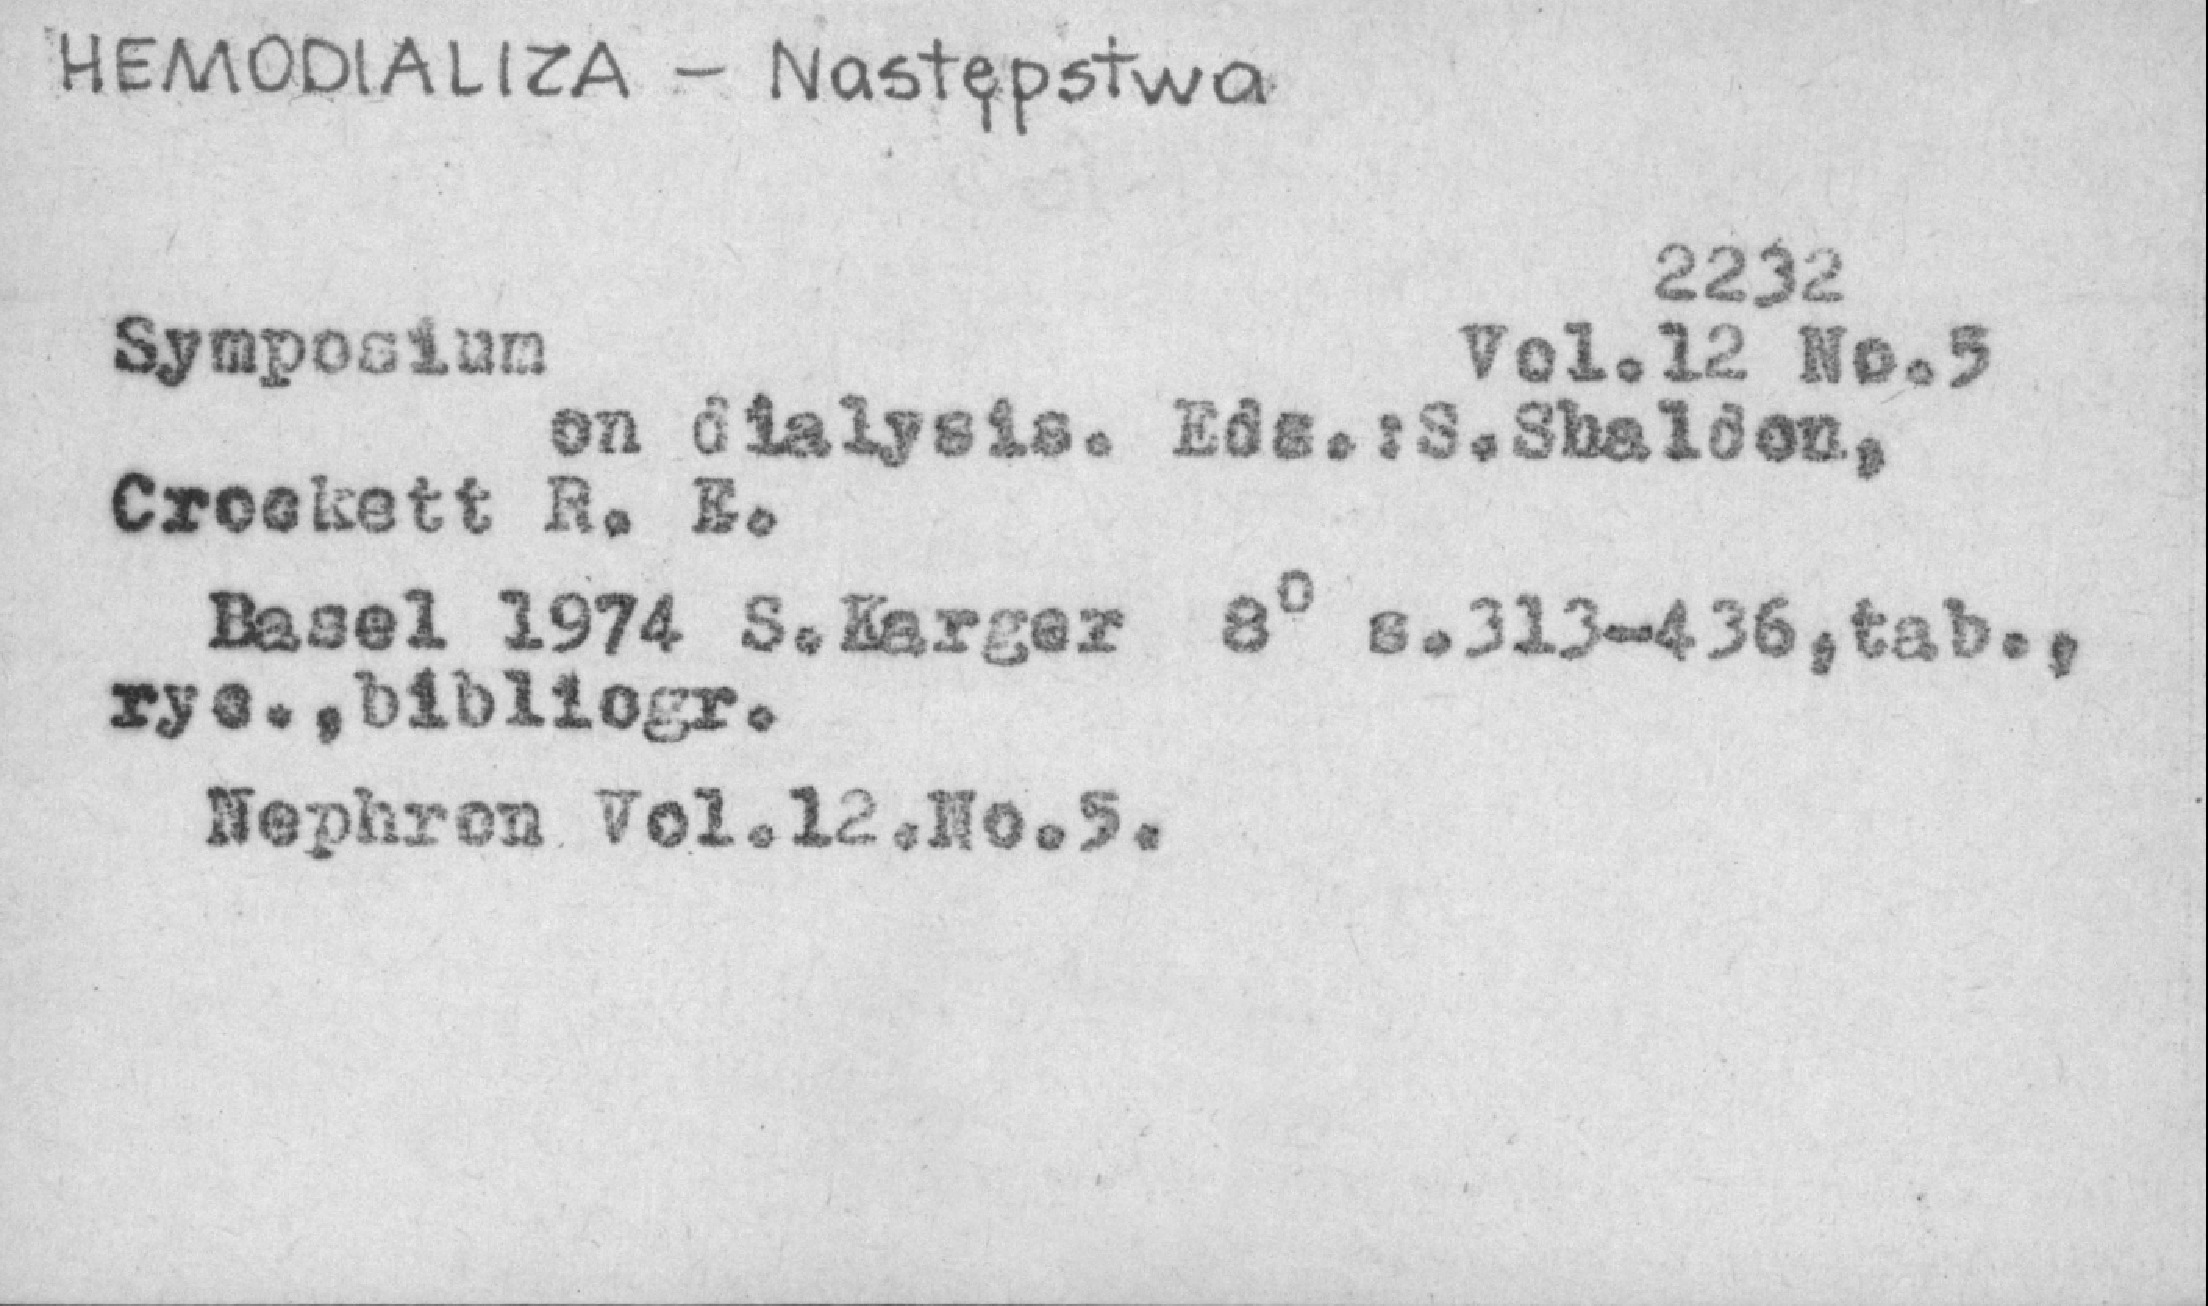 HEMODIALIZA - Następstwa
2232
Symposium Vol.12 No.5
on dialysis. Eds.:S.Shaldon,
Crockett R. E.
Basel 1974 S.Karger 8° s.313-436,tab.,
ryc.,bibliogr.
Nephron Vol.12.No.5.